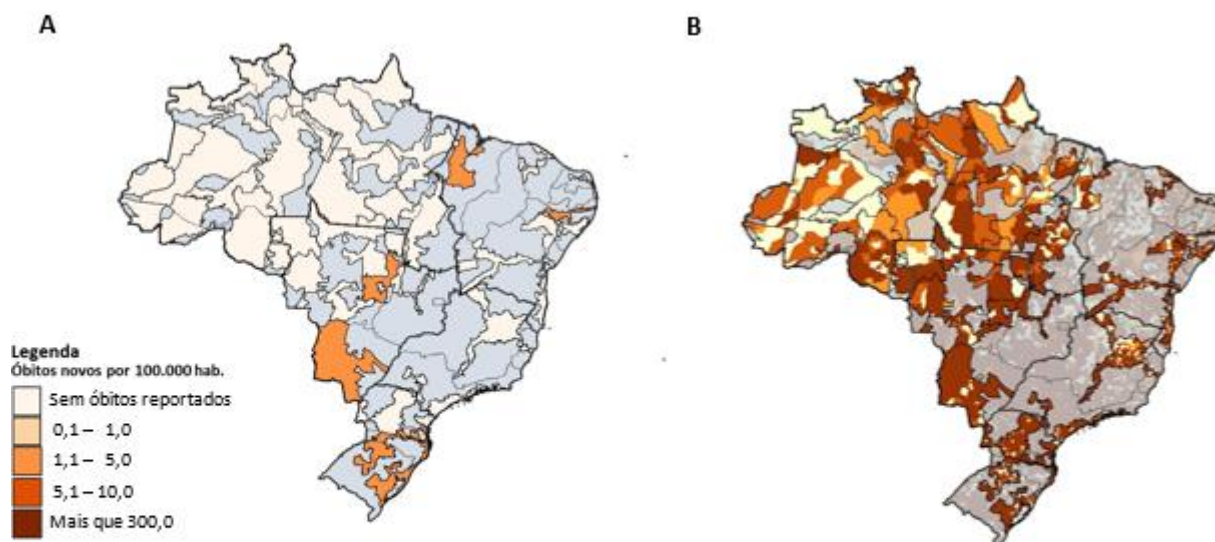 A
B
Legenda
Óbitos novos por 100.000 hab.
Sem óbitos reportados
0,1 – 1,0
1,1 – 5,0
5,1 – 10,0
Mais que 300,0